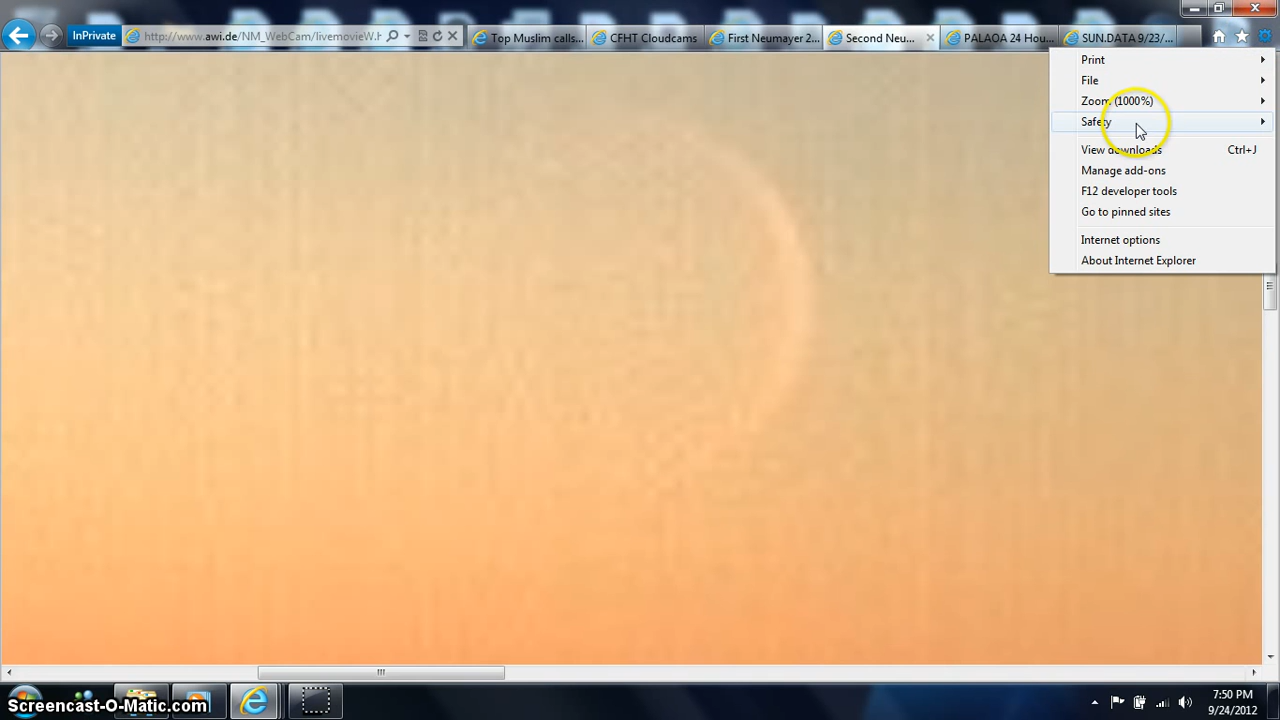 InPrivate
http://www.awi.de/NM_WebCam/livemovieW.h
Top Muslim calls...
CFHT Cloudcams
First Neumayer 2...
Second Neu...
PALAOA 24 Hou...
SUN.DATA 9/23/...
Print
File
Zoom (1000%)
Safety
View downloads Ctrl+J
Manage add-ons
F12 developer tools
Go to pinned sites
Internet options
About Internet Explorer
Screencast-O-Matic.com
7:50 PM
9/24/2012